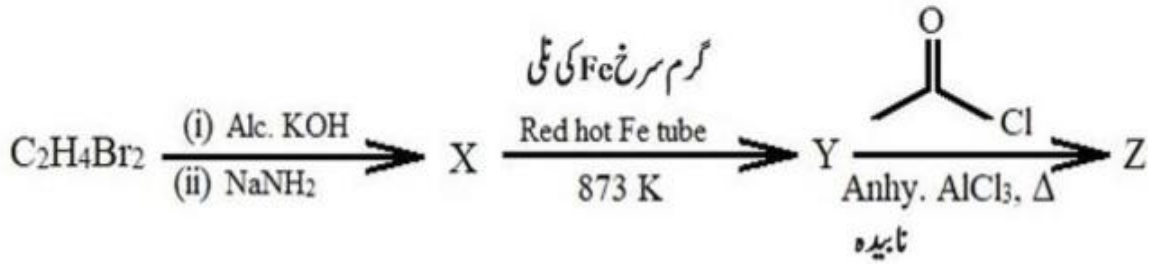 O
گرم سرخ Fe کی نلی
Cl
(i) Alc. KOH
Red hot Fe tube
C₂H₄Br₂ X Y Z
(ii) NaNH₂
873 K
Anhy. AlCl₃, Δ
نابیدہ